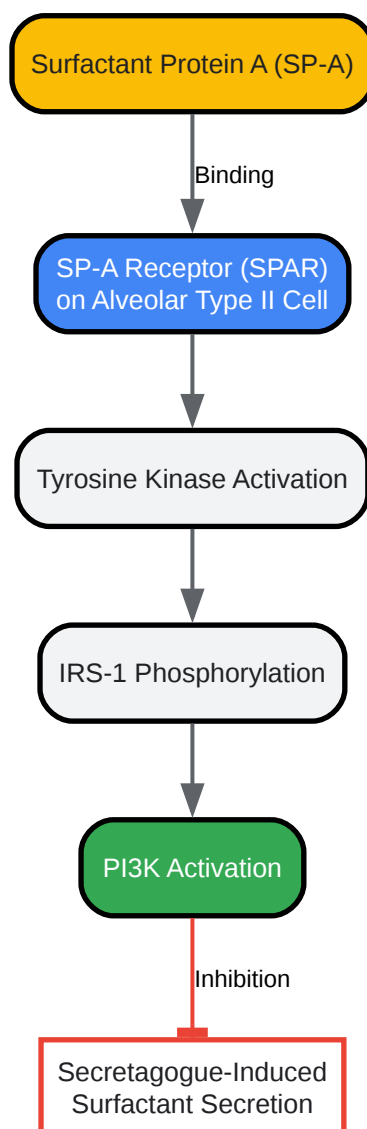 Surfactant Protein A (SP-A)
Binding
SP-A Receptor (SPAR)
on Alveolar Type II Cell
Tyrosine Kinase Activation
IRS-1 Phosphorylation
PI3K Activation
Inhibition
Secretagogue-Induced
Surfactant Secretion